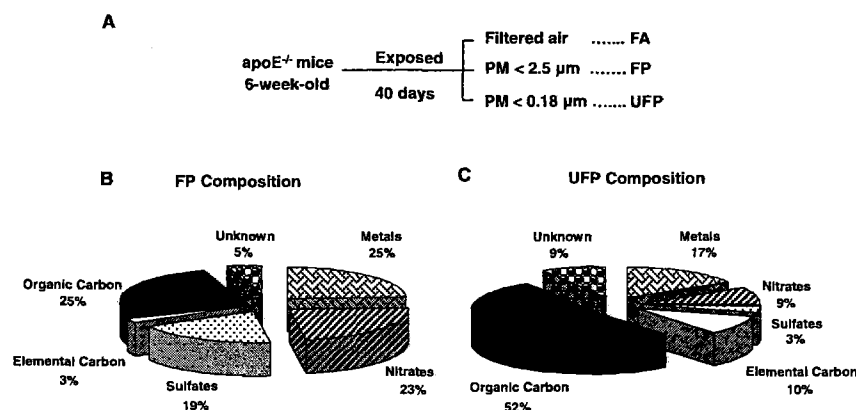 A
apoE-/- mice
6-week-old
Exposed
40 days
Filtered air ....... FA
PM < 2.5 µm ....... FP
PM < 0.18 µm ....... UFP
B FP Composition
Unknown
5%
Metals
25%
Organic Carbon
25%
Elemental Carbon
3%
Sulfates
19%
Nitrates
23%
C UFP Composition
Unknown
9%
Metals
17%
Nitrates
9%
Sulfates
3%
Elemental Carbon
10%
Organic Carbon
52%